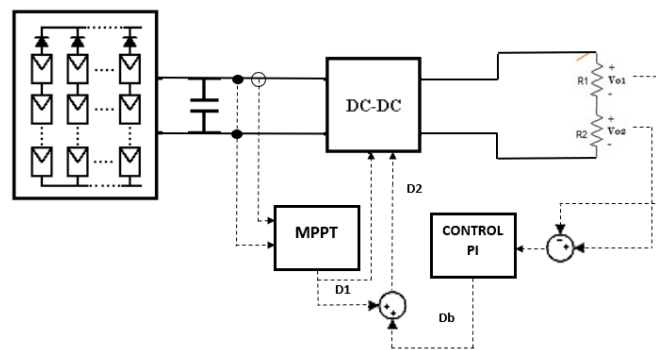 DC-DC
R1
+
Vo1
-
R2
+
Vo2
-
D2
MPPT
CONTROL
PI
-
+
D1
+
+
Db